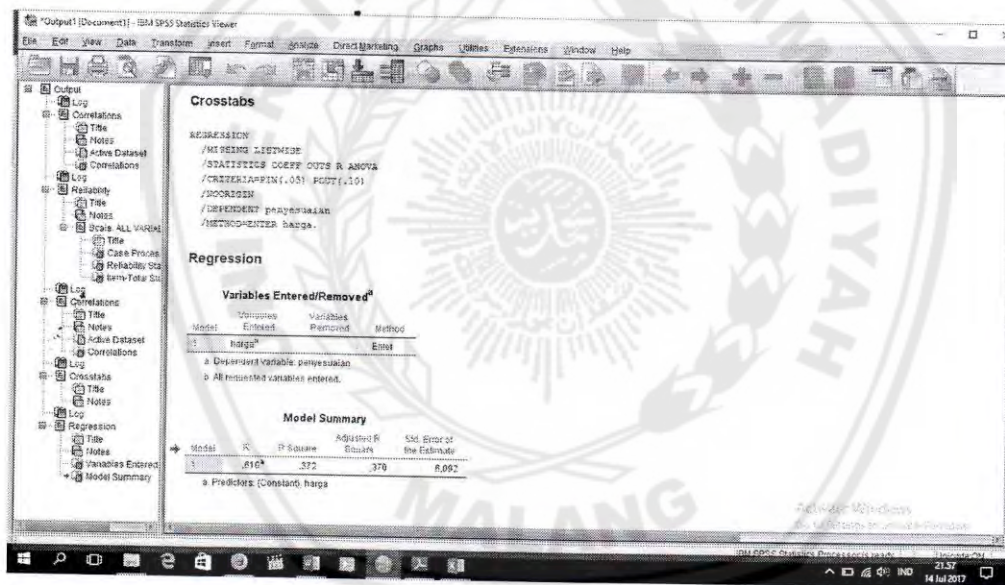 *Output1 [Document1] - IBM SPSS Statistics Viewer
File Edit View Data Transform Insert Format Analyze Direct Marketing Graphs Utilities Extensions Window Help
Output
Log
Correlations
Title
Notes
Active Dataset
Correlations
Log
Reliability
Title
Notes
Scale: ALL VARIAB
Title
Case Proces
Reliability Sta
Item-Total Sta
Log
Correlations
Title
Notes
Active Dataset
Correlations
Log
Crosstabs
Title
Notes
Log
Regression
Title
Notes
Variables Entered
Model Summary
Crosstabs
REGRESSION
/MISSING LISTWISE
/STATISTICS COEFF OUTS R ANOVA
/CRITERIA=PIN(.05) POUT(.10)
/NOORIGIN
/DEPENDENT penyesuaian
/METHOD=ENTER harga.
Regression
Variables Entered/Removedª
Model Variables Entered Variables Removed Method
1 hargaᵇ Enter
a. Dependent Variable: penyesuaian
b. All requested variables entered.
Model Summary
Model R R Square Adjusted R Square Std. Error of the Estimate
1 ,616ª ,372 ,370 6,092
a. Predictors: (Constant), harga
Activate Windows
IBM SPSS Statistics Processor is ready Unicode:ON
IND 21.57
14 Jul 2017
MALANG